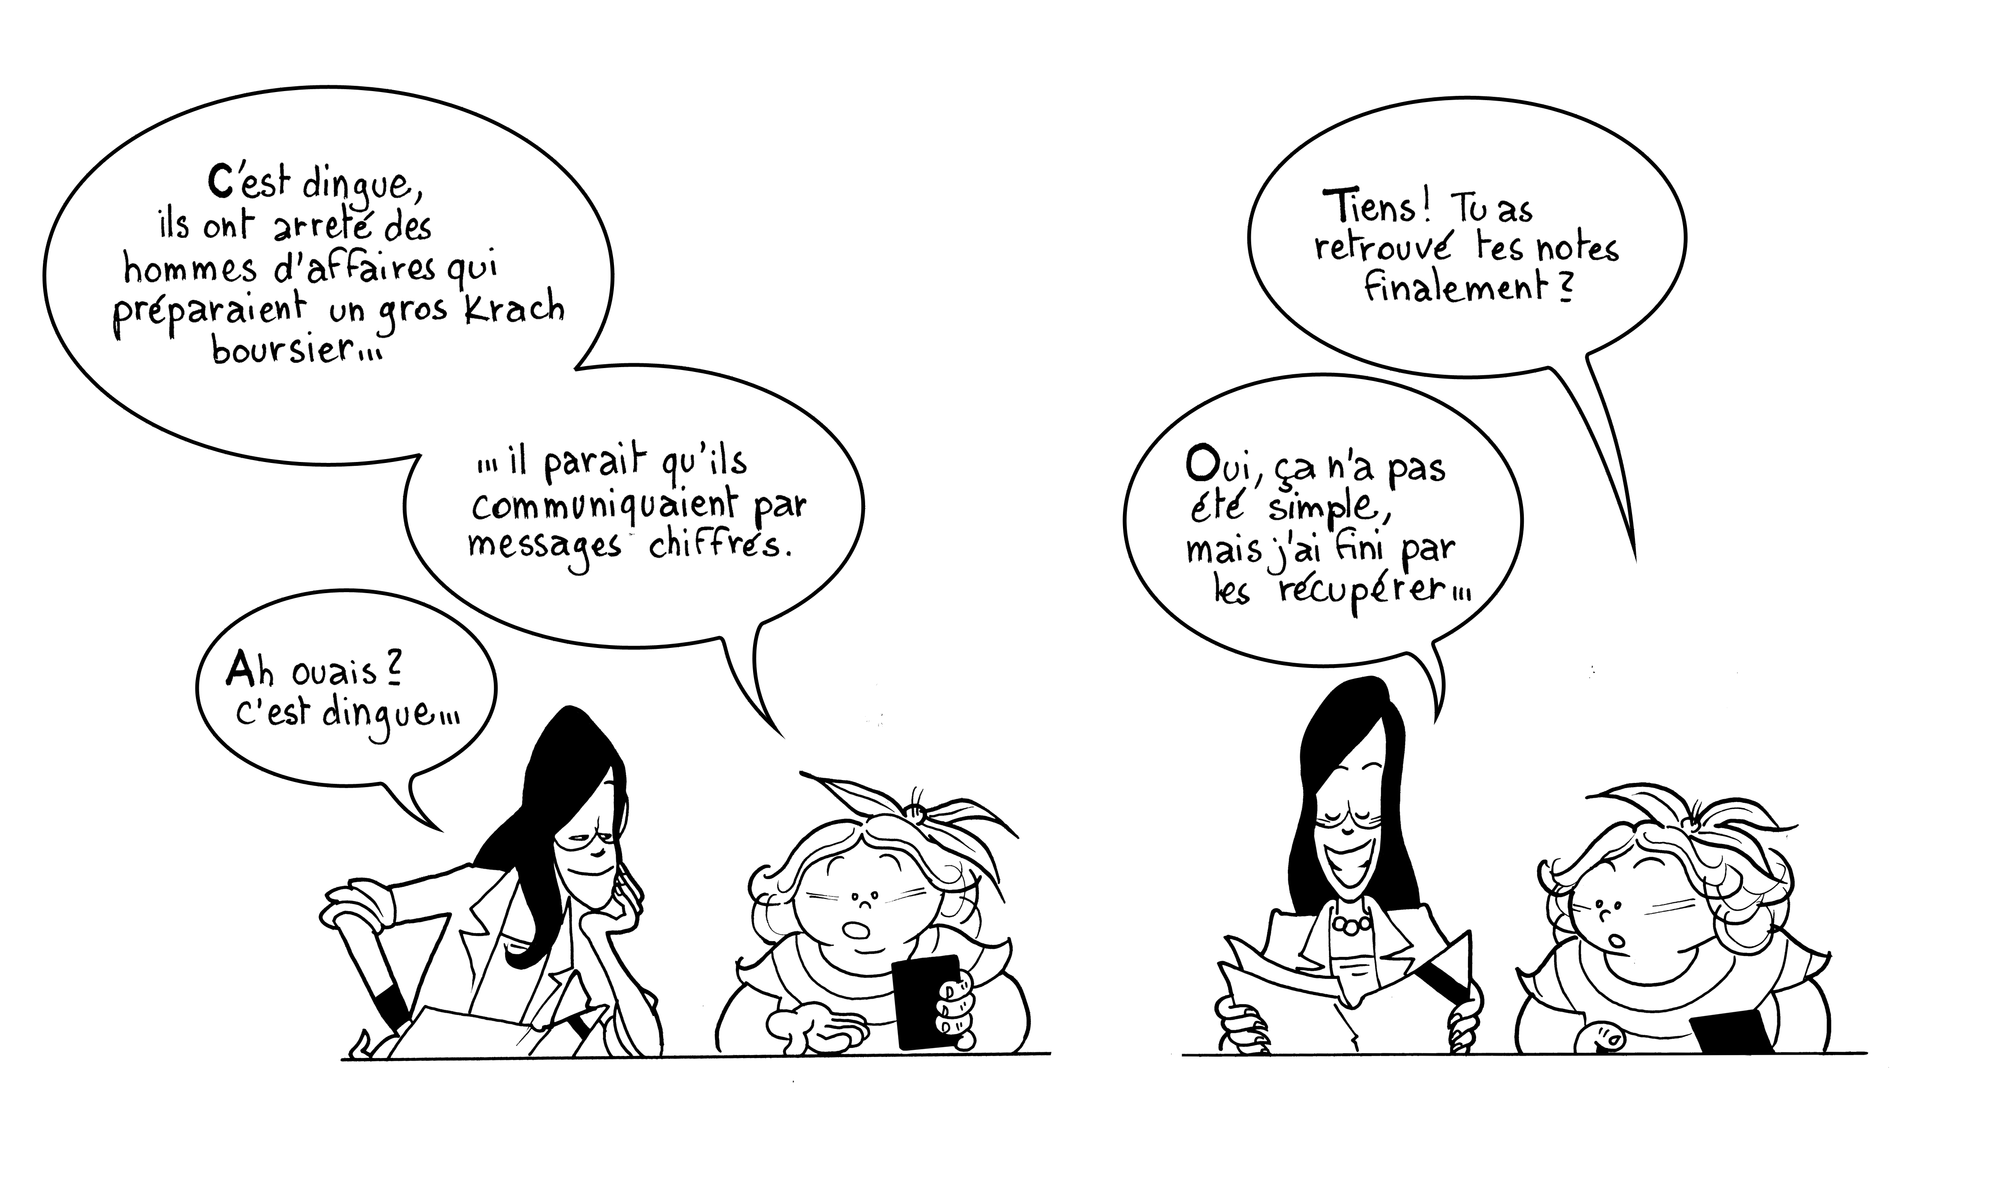 C'est dingue,
ils ont arreté des
hommes d'affaires qui
préparaient un gros Krach
boursier...
... il parait qu'ils
communiquaient par
messages chiffrés.
Ah ouais ?
C'est dingue...
Tiens ! Tu as
retrouvé tes notes
finalement ?
Oui, ça n'a pas
été simple,
mais j'ai fini par
les récupérer...